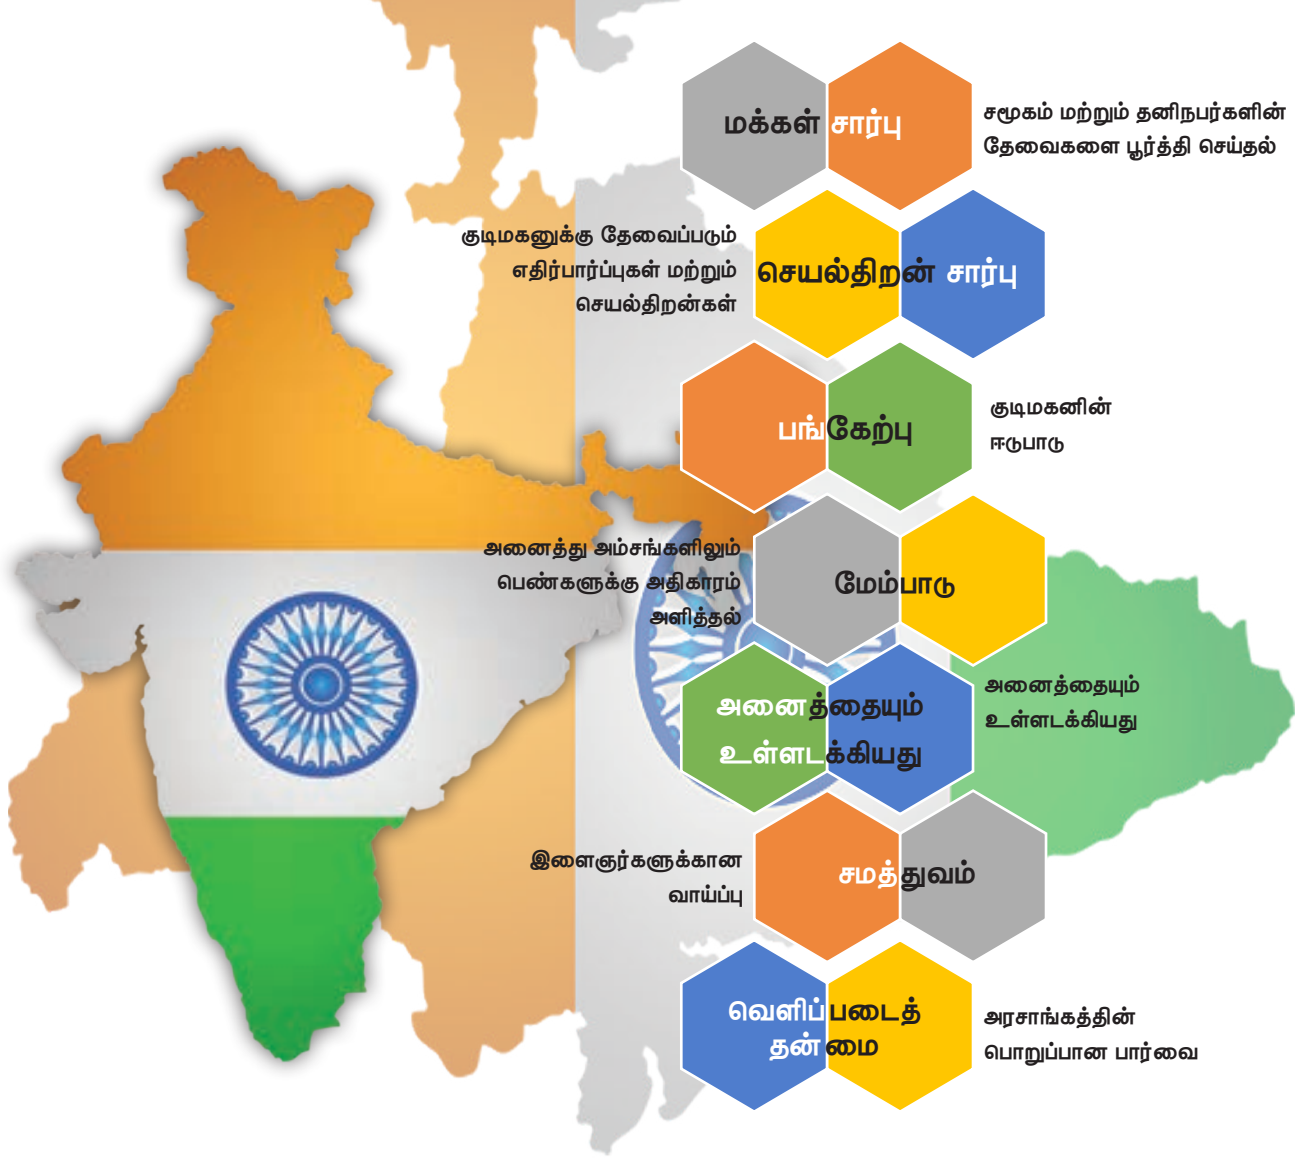 மக்கள் சார்பு
சமூகம் மற்றும் தனிநபர்களின்
தேவைகளை பூர்த்தி செய்தல்
குடிமகனுக்கு தேவைப்படும்
எதிர்பார்ப்புகள் மற்றும்
செயல்திறன்கள்
செயல்திறன் சார்பு
பங்கேற்பு
குடிமகனின்
ஈடுபாடு
அனைத்து அம்சங்களிலும்
பெண்களுக்கு அதிகாரம்
அளித்தல்
மேம்பாடு
அனைத்தையும்
உள்ளடக்கியது
அனைத்தையும்
உள்ளடக்கியது
இளைஞர்களுக்கான
வாய்ப்பு
சமத்துவம்
வெளிப்படைத்
தன்மை
அரசாங்கத்தின்
பொறுப்பான பார்வை